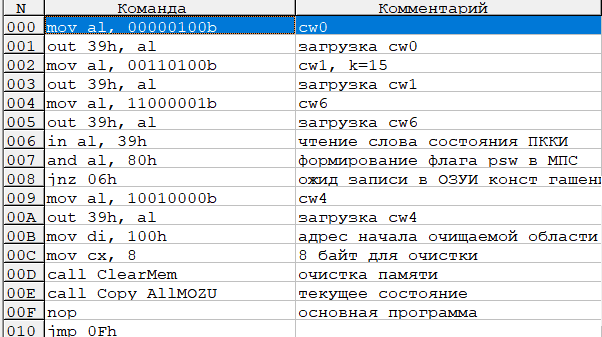 N Команда Комментарий
000 mov al, 00000100b cw0
001 out 39h, al загрузка cw0
002 mov al, 00110100b cw1, k=15
003 out 39h, al загрузка cw1
004 mov al, 11000001b cw6
005 out 39h, al загрузка cw6
006 in al, 39h чтение слова состояния ПККИ
007 and al, 80h формирование флага psw в МПС
008 jnz 06h ожид записи в ОЗУИ конст гашени
009 mov al, 10010000b cw4
00A out 39h, al загрузка cw4
00B mov di, 100h адрес начала очищаемой области
00C mov cx, 8 8 байт для очистки
00D call ClearMem очистка памяти
00E call Copy AllMOZU текущее состояние
00F nop основная программа
010 jmp 0Fh